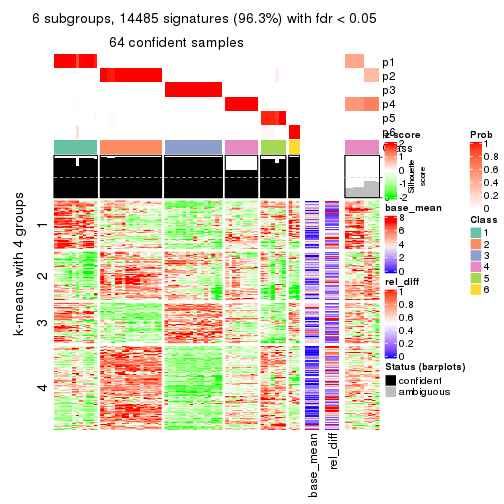 6 subgroups, 14485 signatures (96.3%) with fdr < 0.05
64 confident samples
p1
p2
p3
p4
p5
p6
Class
z-score
2
1
0
-1
-2
Silhouette
score
Prob
1
0.8
0.6
0.4
0.2
0
base_mean
8
6
4
2
0
Class
1
2
3
4
5
6
rel_diff
1
0.8
0.6
0.4
0.2
0
Status (barplots)
confident
ambiguous
k-means with 4 groups
1
2
3
4
base_mean
rel_diff